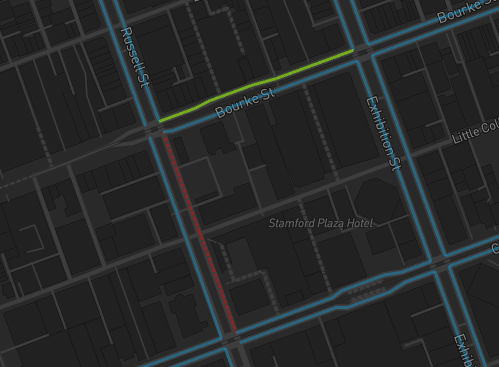 Bourke St
Russell St
Bourke St
Exhibition St
Little Col
Stamford Plaza Hotel
C
Exhib